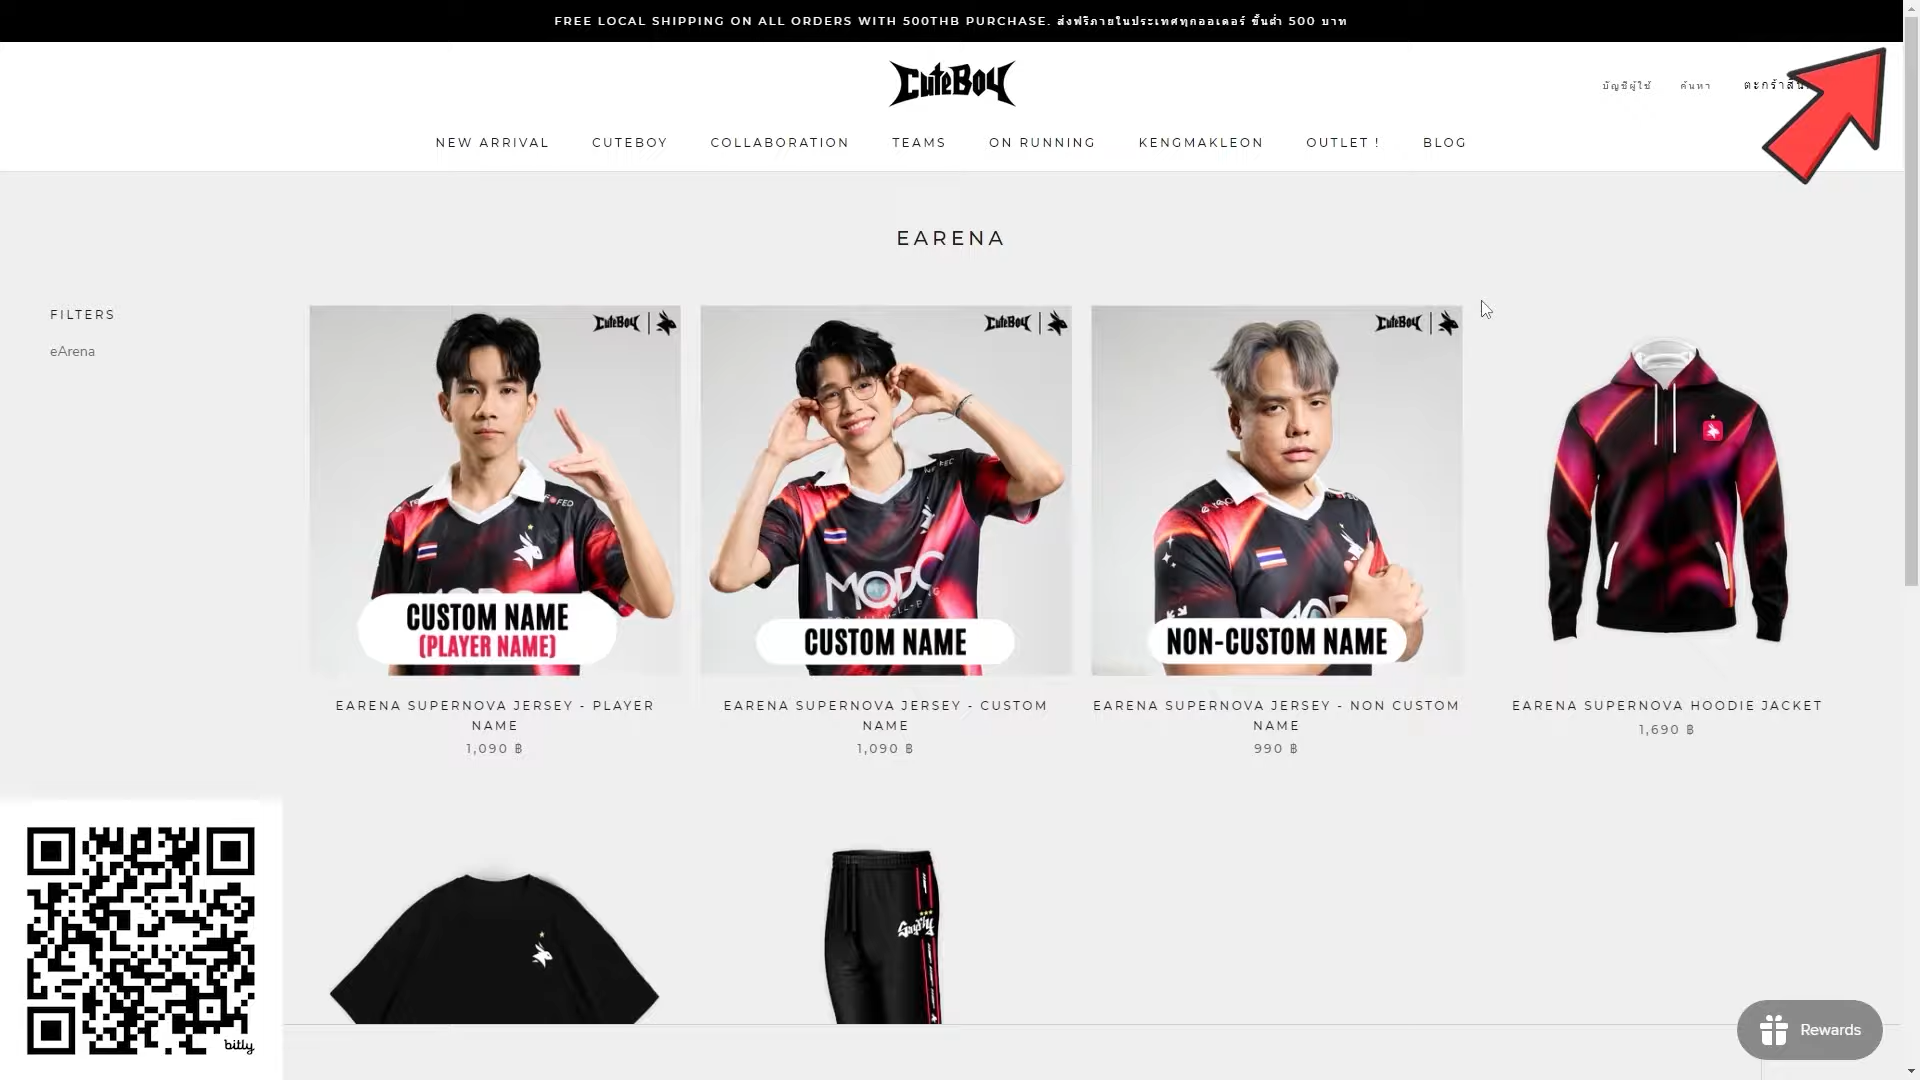 FREE LOCAL SHIPPING ON ALL ORDERS WITH 500THB PURCHASE. ส่งฟรีภายในประเทศทุกออเดอร์ ขั้นต่ำ 500 บาท
CuteBoy
บัญชีผู้ใช้ ค้นหา
NEW ARRIVAL CUTEBOY COLLABORATION TEAMS ON RUNNING KENGMAKLEON OUTLET ! BLOG
EARENA
FILTERS
eArena
CuteBoy
MQDC
CUSTOM NAME
(PLAYER NAME)
EARENA SUPERNOVA JERSEY - PLAYER
NAME
1,090 ฿
CuteBoy
MQDC
CUSTOM NAME
EARENA SUPERNOVA JERSEY - CUSTOM
NAME
1,090 ฿
CuteBoy
NON-CUSTOM NAME
EARENA SUPERNOVA JERSEY - NON CUSTOM
NAME
990 ฿
EARENA SUPERNOVA HOODIE JACKET
1,690 ฿
bitly
Rewards